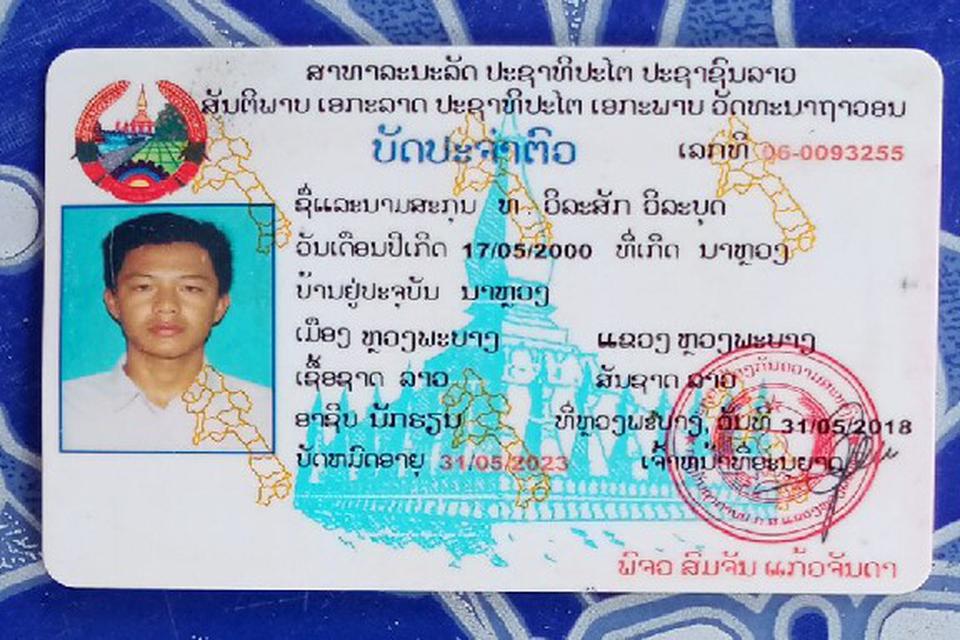 ສາທາລະນະລັດ ປະຊາທິປະໄຕ ປະຊາຊົນລາວ
ສັນຕິພາບ ເອກະລາດ ປະຊາທິປະໄຕ ເອກະພາບ ວັດທະນາຖາວອນ
ບັດປະຈຳຕົວ
ເລກທີ 06-0093255
ຊື່ແລະນາມສະກຸນ ທ. ວິລະສັກ ວິລະບຸດ
ວັນເດືອນປີເກີດ 17/05/2000 ທີ່ເກີດ ນາຫຼວງ
ບ້ານຢູ່ປະຈຸບັນ ນາຫຼວງ
ເມືອງ ຫຼວງພະບາງ ແຂວງ ຫຼວງພະບາງ
ເຊື້ອຊາດ ລາວ ສັນຊາດ ລາວ
ອາຊີບ ນັກຮຽນ ທີ່ຫຼວງພະບາງ, ວັນທີ 31/05/2018
ບັດຫມົດອາຍຸ 31/05/2023 ເຈົ້າຫນ້າທີ່ອະນຸຍາດ
ພິຈອ ສົມຈັນ ແກ້ວຈັນດາ